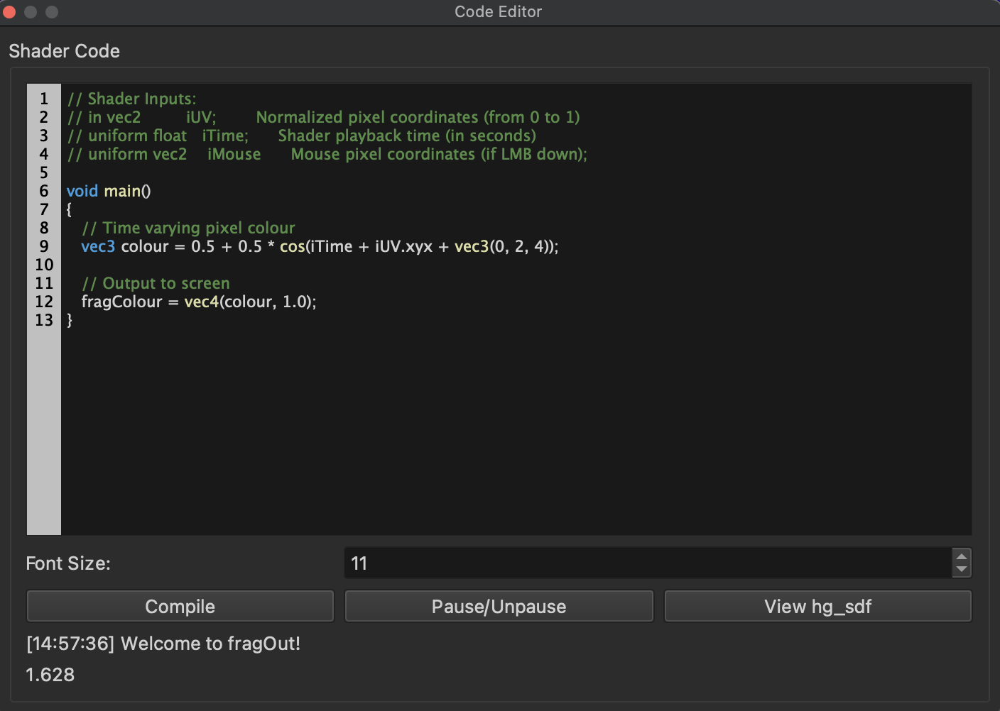 Code Editor
Shader Code
1 // Shader Inputs:
2 // in vec2 iUV; Normalized pixel coordinates (from 0 to 1)
3 // uniform float iTime; Shader playback time (in seconds)
4 // uniform vec2 iMouse Mouse pixel coordinates (if LMB down);
5
6 void main()
7 {
8 // Time varying pixel colour
9 vec3 colour = 0.5 + 0.5 * cos(iTime + iUV.xyx + vec3(0, 2, 4));
10
11 // Output to screen
12 fragColour = vec4(colour, 1.0);
13 }
Font Size: 11
Compile Pause/Unpause View hg_sdf
[14:57:36] Welcome to fragOut!
1.628